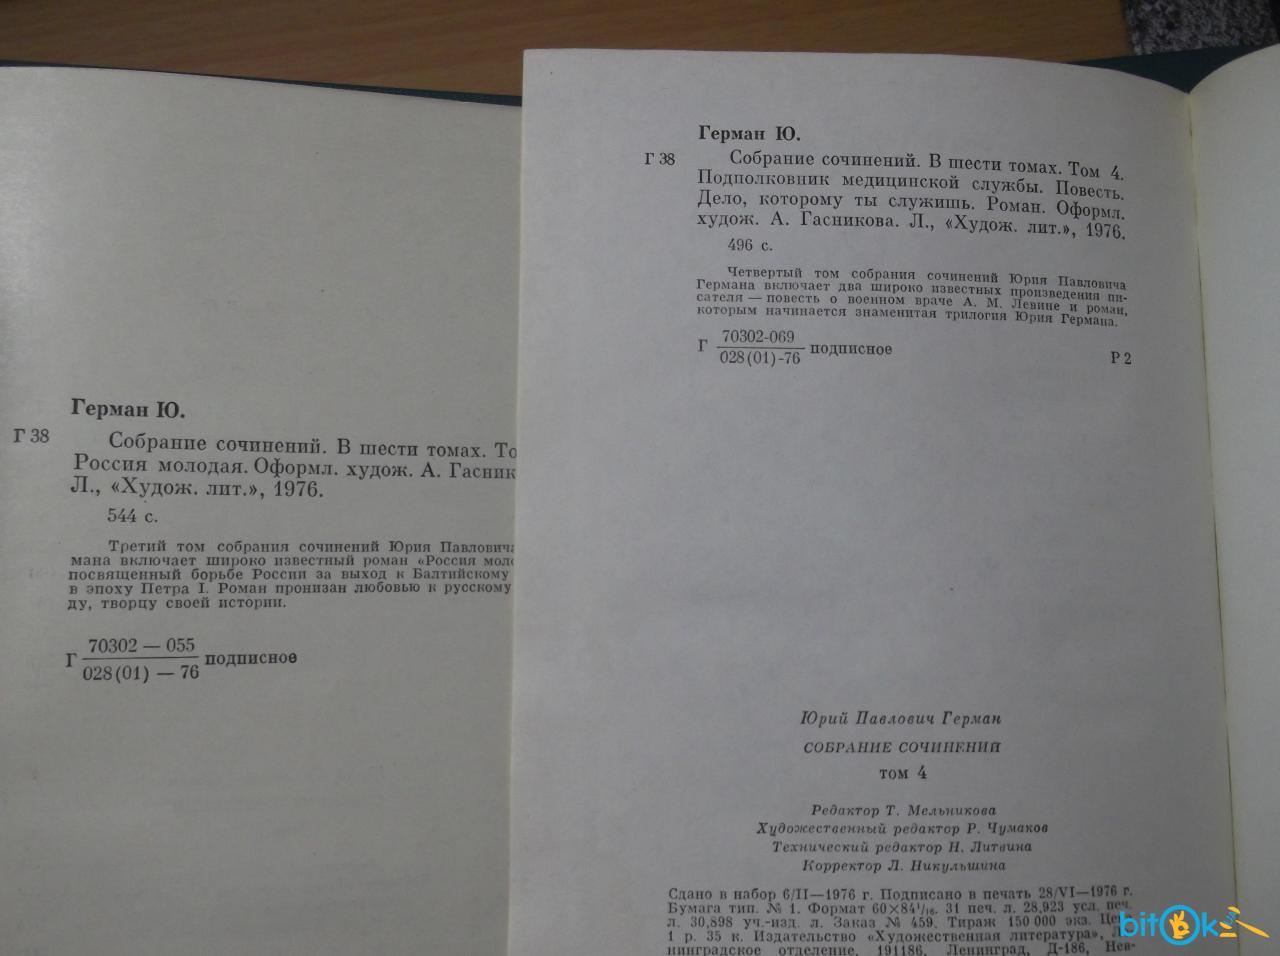 Герман Ю.
Г 38
Собрание сочинений. В шести томах. То
Россия молодая. Оформл. худож. А. Гасник
Л., «Худож. лит.», 1976.
544 с.
Третий том собрания сочинений Юрия Павловича
мана включает широко известный роман «Россия мол
посвященный борьбе России за выход к Балтийскому
в эпоху Петра I. Роман пронизан любовью к русскому
ду, творцу своей истории.
Г 70302 — 055
028(01) — 76 подписное
Герман Ю.
Г 38
Собрание сочинений. В шести томах. Том 4.
Подполковник медицинской службы. Повесть.
Дело, которому ты служишь. Роман. Оформл.
худож. А. Гасникова. Л., «Худож. лит.», 1976.
496 с.
Четвертый том собрания сочинений Юрия Павловича
Германа включает два широко известных произведения пи-
сателя — повесть о военном враче А. М. Левине и роман,
которым начинается знаменитая трилогия Юрия Германа.
Г 70302-069
028(01)-76 подписное
Р 2
Юрий Павлович Герман
СОБРАНИЕ СОЧИНЕНИЙ
том 4
Редактор Т. Мельникова
Художественный редактор Р. Чумаков
Технический редактор Н. Литвина
Корректор Л. Никульшина
Сдано в набор 6/II—1976 г. Подписано в печать 28/VI—1976 г.
Бумага тип. № 1. Формат 60×84 1/16. 31 печ. л. 28,923 усл. печ.
л. 30,898 уч.-изд. л. Заказ № 459. Тираж 150 000 экз. Цена
1 р. 35 к. Издательство «Художественная литература»,
нинградское отделение, 191186, Ленинград, Д-186, Нев-
bitOk